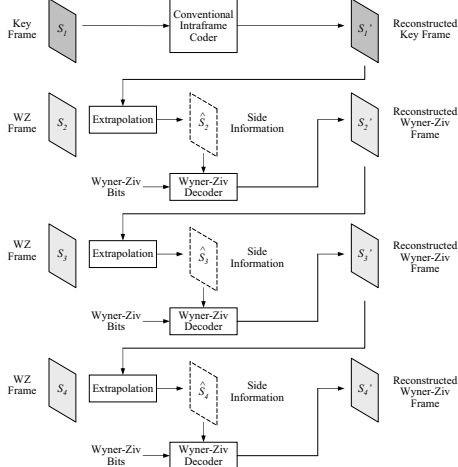 Key
Frame
S1
Conventional
Intraframe
Coder
S1'
Reconstructed
Key Frame
WZ
Frame
S2
Extrapolation
Ŝ2
Side
Information
S2'
Reconstructed
Wyner-Ziv
Frame
Wyner-Ziv
Bits
Wyner-Ziv
Decoder
WZ
Frame
S3
Extrapolation
Ŝ3
Side
Information
S3'
Reconstructed
Wyner-Ziv
Frame
Wyner-Ziv
Bits
Wyner-Ziv
Decoder
WZ
Frame
S4
Extrapolation
Ŝ4
Side
Information
S4'
Reconstructed
Wyner-Ziv
Frame
Wyner-Ziv
Bits
Wyner-Ziv
Decoder